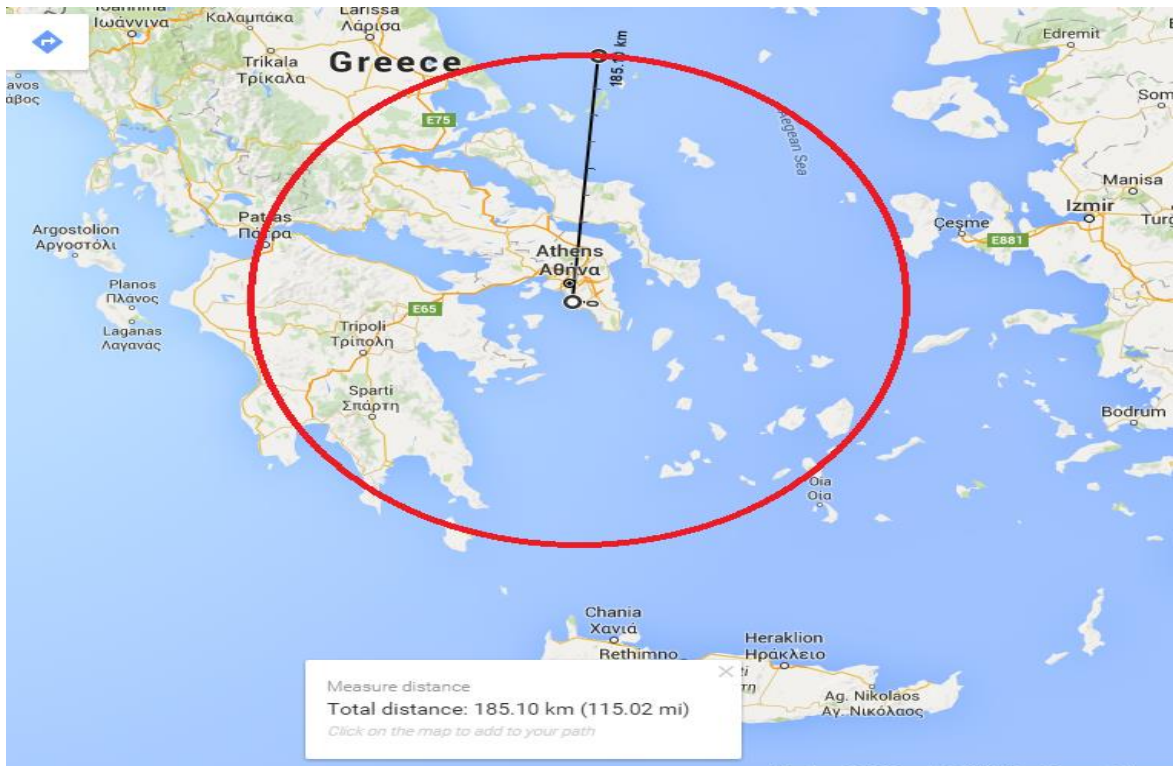 Ιωάννινα
Καλαμπάκα
Larissa
Λάρισα
Edremit
Trikala
Τρίκαλα
Greece
185.10 km
Som
E75
Aegean Sea
Manisa
Izmir
Turg
Patras
Πάτρα
Argostolion
Αργοστόλι
Çeşme
E881
Athens
Αθήνα
Planos
Πλάνος
Laganas
Λαγανάς
E65
0
Tripoli
Τρίπολη
Sparti
Σπάρτη
Bodrum
Oia
Οία
Chania
Χανιά
Heraklion
Ηράκλειο
Rethimno
Ag. Nikolaos
Αγ. Νικόλαος
Measure distance
Total distance: 185.10 km (115.02 mi)
Click on the map to add to your path